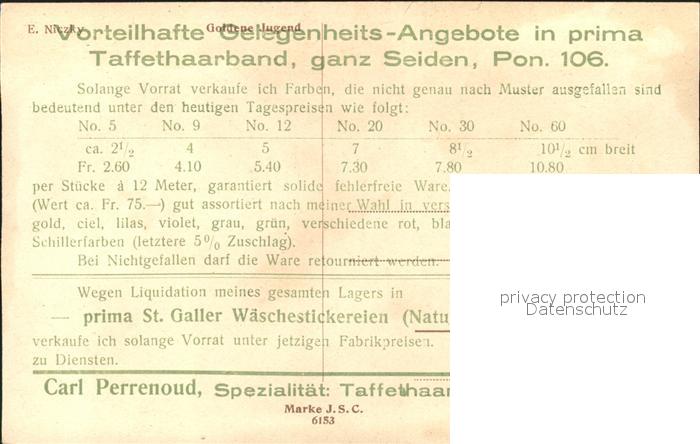 E. Niczky Goldene Jugend
Vorteilhafte Gelegenheits-Angebote in prima
Taffethaarband, ganz Seiden, Pon. 106.
Solange Vorrat verkaufe ich Farben, die nicht genau nach Muster ausgefallen sind
bedeutend unter den heutigen Tagespreisen wie folgt:
No. 5 No. 9 No. 12 No. 20 No. 30 No. 60
ca. 2 1/2 4 5 7 8 1/2 10 1/2 cm breit
Fr. 2.60 4.10 5.40 7.30 7.80 10.80
per Stücke à 12 Meter, garantiert solide fehlerfreie Ware.
(Wert ca. Fr. 75.—) gut assortiert nach meiner Wahl in vers
gold, ciel, lilas, violet, grau, grün, verschiedene rot, bla
Schillerfarben (letztere 5% Zuschlag).
Bei Nichtgefallen darf die Ware retourniert werden.
Wegen Liquidation meines gesamten Lagers in
— prima St. Galler Wäschestickereien (Natu
verkaufe ich solange Vorrat unter jetzigen Fabrikpreisen.
zu Diensten.
Carl Perrenoud, Spezialität: Taffethaar
Marke J. S. C.
6153
privacy protection
Datenschutz